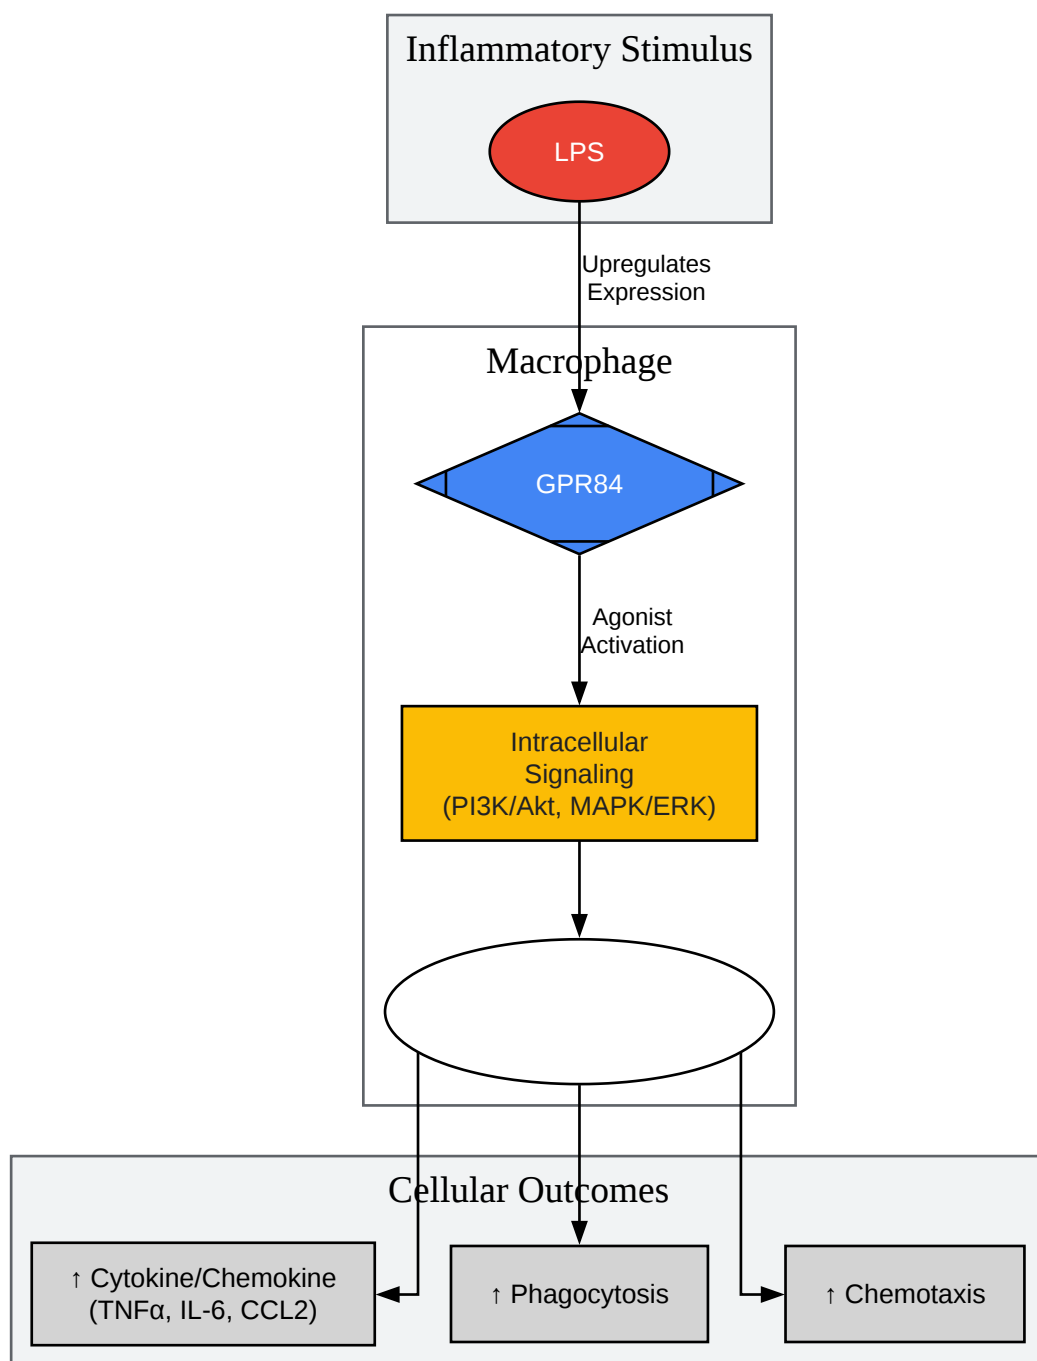 Inflammatory Stimulus
LPS
Upregulates
Expression
Macrophage
GPR84
Agonist
Activation
Intracellular
Signaling
(PI3K/Akt, MAPK/ERK)
Cellular Outcomes
↑ Cytokine/Chemokine
(TNFα, IL-6, CCL2)
↑ Phagocytosis
↑ Chemotaxis